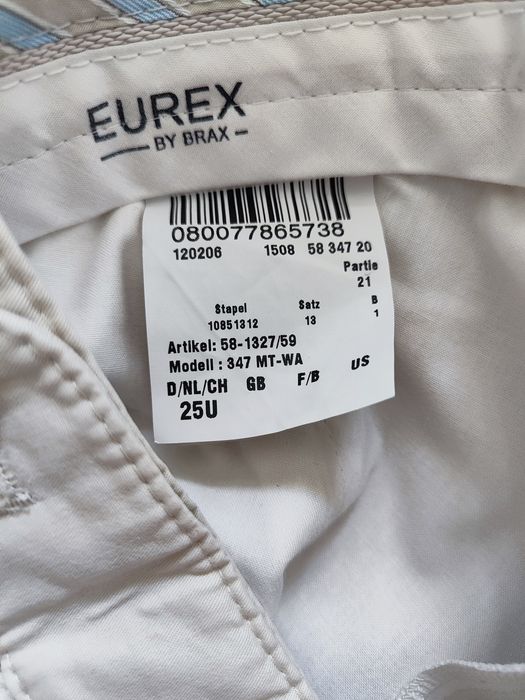 EUREX
BY BRAX
080077865738
120206 1508 58 347 20
Partie
21
Stapel Satz B
10851312 13 1
Artikel: 58-1327/59
Modell : 347 MT-WA
D/NL/CH GB F/B US
25U